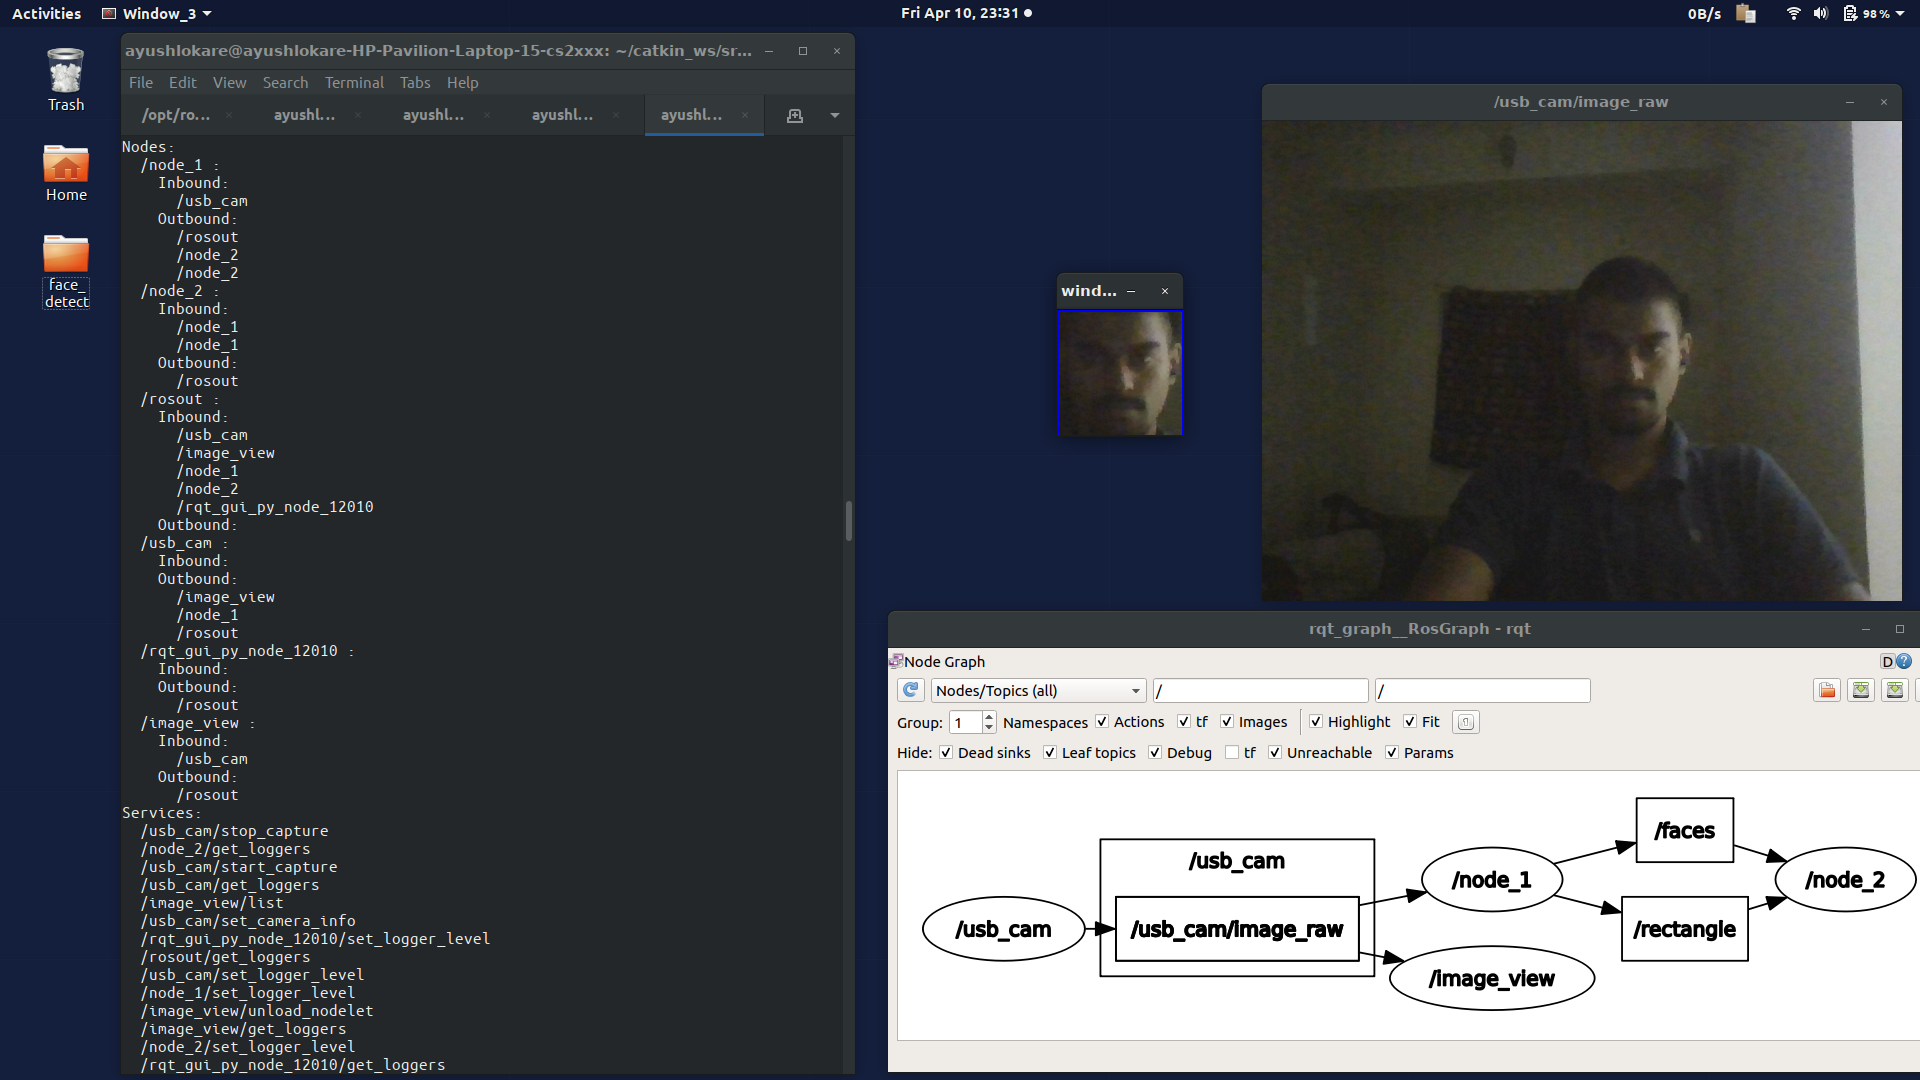 Activities Window_3 Fri Apr 10, 23:31 0B/s 98 %
Trash
Home
face_
detect
ayushlokare@ayushlokare-HP-Pavilion-Laptop-15-cs2xxx: ~/catkin_ws/sr...
File Edit View Search Terminal Tabs Help
/opt/ro... ayushl... ayushl... ayushl... ayushl...
Nodes:
/node_1 :
Inbound:
/usb_cam
Outbound:
/rosout
/node_2
/node_2
/node_2 :
Inbound:
/node_1
/node_1
Outbound:
/rosout
/rosout :
Inbound:
/usb_cam
/image_view
/node_1
/node_2
/rqt_gui_py_node_12010
Outbound:
/usb_cam :
Inbound:
Outbound:
/image_view
/node_1
/rosout
/rqt_gui_py_node_12010 :
Inbound:
Outbound:
/rosout
/image_view :
Inbound:
/usb_cam
Outbound:
/rosout
Services:
/usb_cam/stop_capture
/node_2/get_loggers
/usb_cam/start_capture
/usb_cam/get_loggers
/image_view/list
/usb_cam/set_camera_info
/rqt_gui_py_node_12010/set_logger_level
/rosout/get_loggers
/usb_cam/set_logger_level
/node_1/set_logger_level
/image_view/unload_nodelet
/image_view/get_loggers
/node_2/set_logger_level
/rqt_gui_py_node_12010/get_loggers
wind...
/usb_cam/image_raw
rqt_graph__RosGraph - rqt
Node Graph D ?
Nodes/Topics (all) / /
Group: 1 Namespaces Actions tf Images Highlight Fit
Hide: Dead sinks Leaf topics Debug tf Unreachable Params
/usb_cam
/usb_cam
/usb_cam/image_raw
/node_1
/image_view
/faces
/rectangle
/node_2